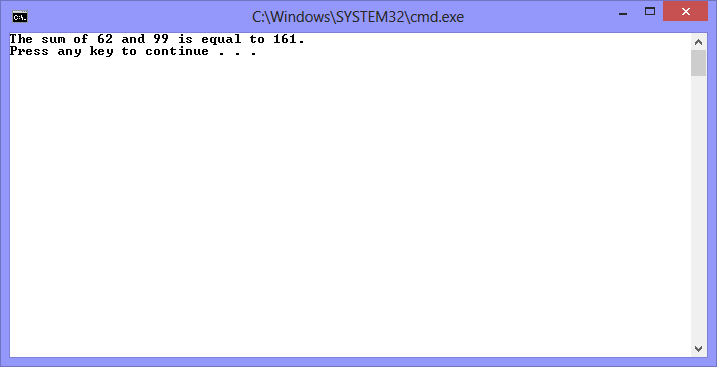 C:\Windows\SYSTEM32\cmd.exe
The sum of 62 and 99 is equal to 161.
Press any key to continue . . .